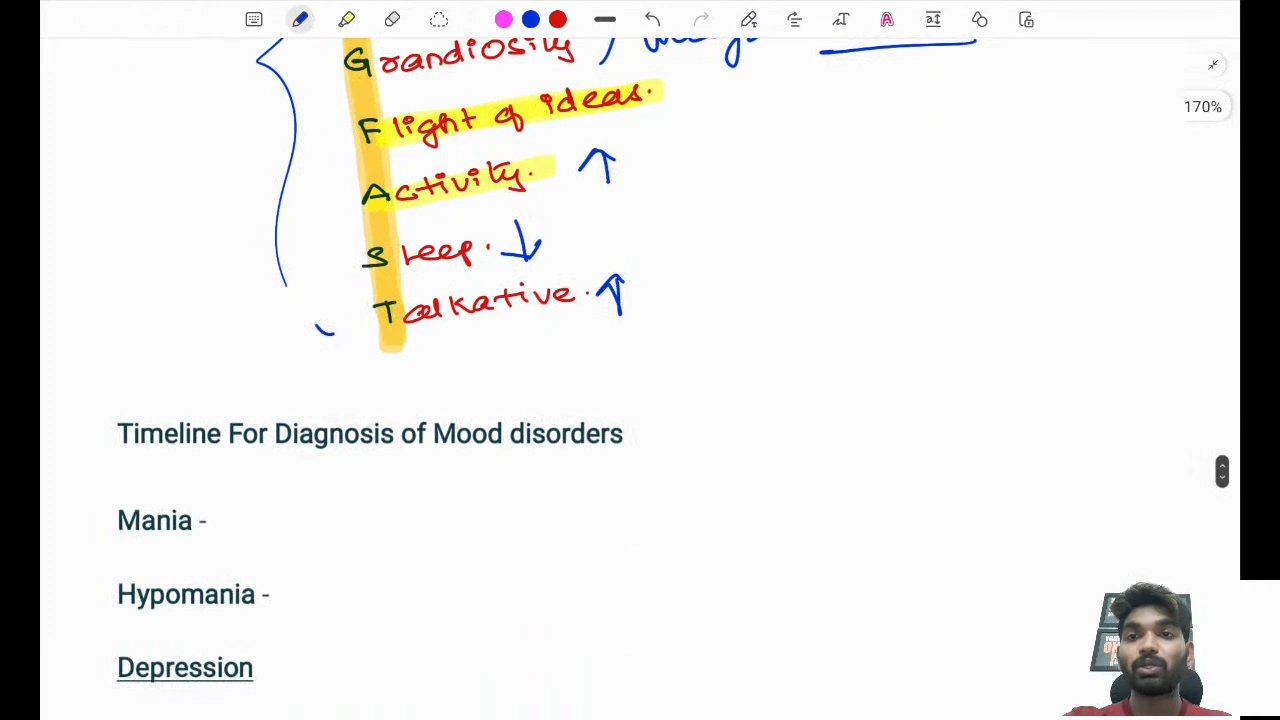 Grandiosity,
Flight of ideas.
Activity. ↑
Sleep. ↓
Talkative. ↑
170%
Timeline For Diagnosis of Mood disorders
Mania -
Hypomania -
Depression